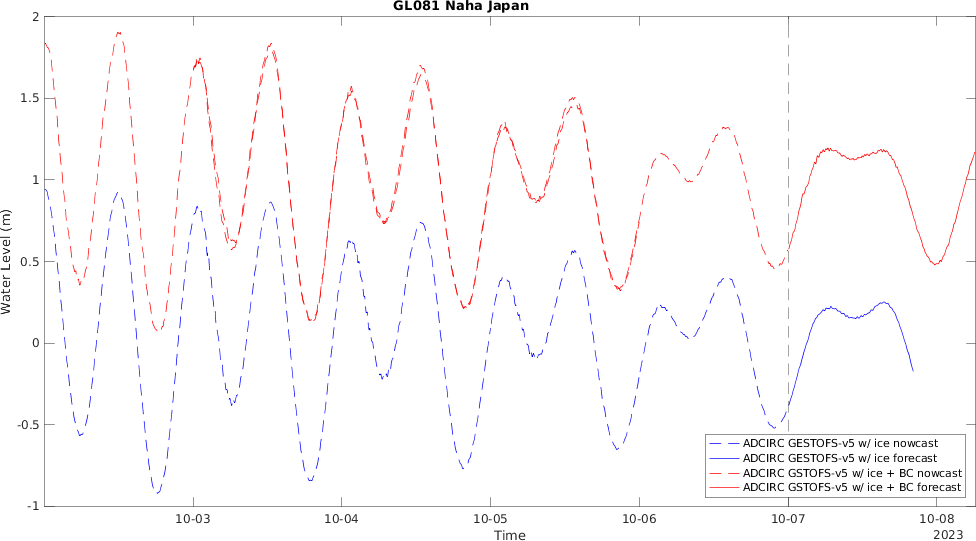 GL081 Naha Japan
2
1.5
1
0.5
0
-0.5
-1
Water Level (m)
10-03
10-04
10-05
10-06
10-07
10-08
Time
2023
ADCIRC GESTOFS-v5 w/ ice nowcast
ADCIRC GESTOFS-v5 w/ ice forecast
ADCIRC GSTOFS-v5 w/ ice + BC nowcast
ADCIRC GSTOFS-v5 w/ ice + BC forecast